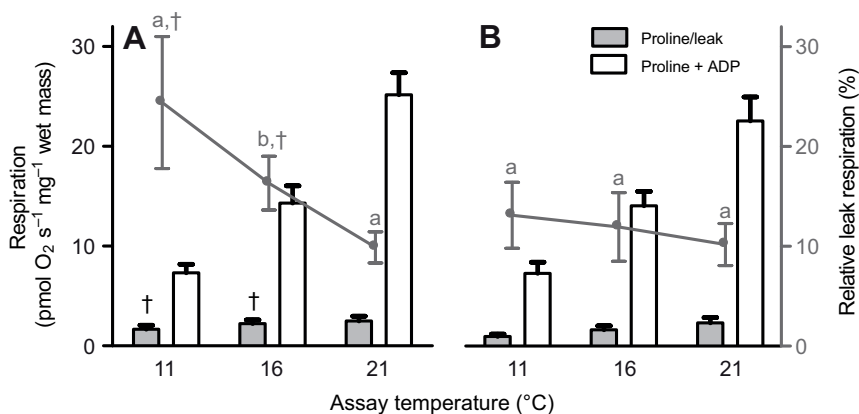 A
B
Proline/leak
Proline + ADP
Respiration
(pmol O₂ s⁻¹ mg⁻¹ wet mass)
30
20
10
0
a,†
b,†
a
†
†
11
16
21
a
a
a
11
16
21
30
20
10
0
Relative leak respiration (%)
Assay temperature (°C)